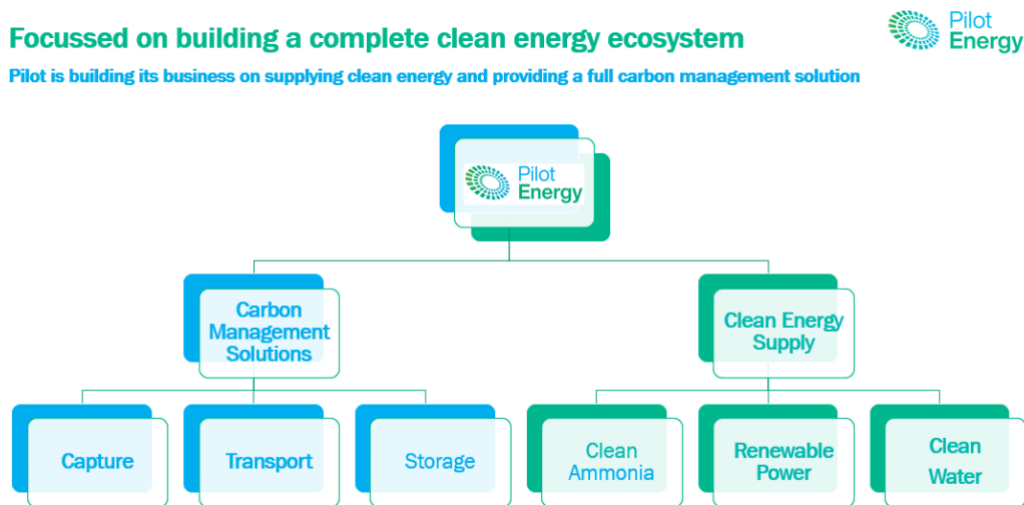 Focussed on building a complete clean energy ecosystem
Pilot
Energy
Pilot is building its business on supplying clean energy and providing a full carbon management solution
Pilot
Energy
Carbon
Management
Solutions
Clean Energy
Supply
Capture
Transport
Storage
Clean
Ammonia
Renewable
Power
Clean
Water